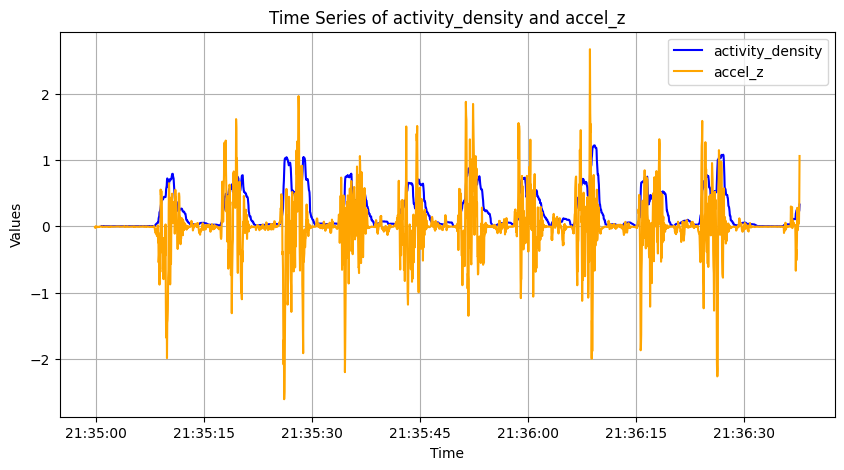 Time Series of activity_density and accel_z
activity_density
accel_z
Values
2
1
0
−1
−2
21:35:00 21:35:15 21:35:30 21:35:45 21:36:00 21:36:15 21:36:30
Time